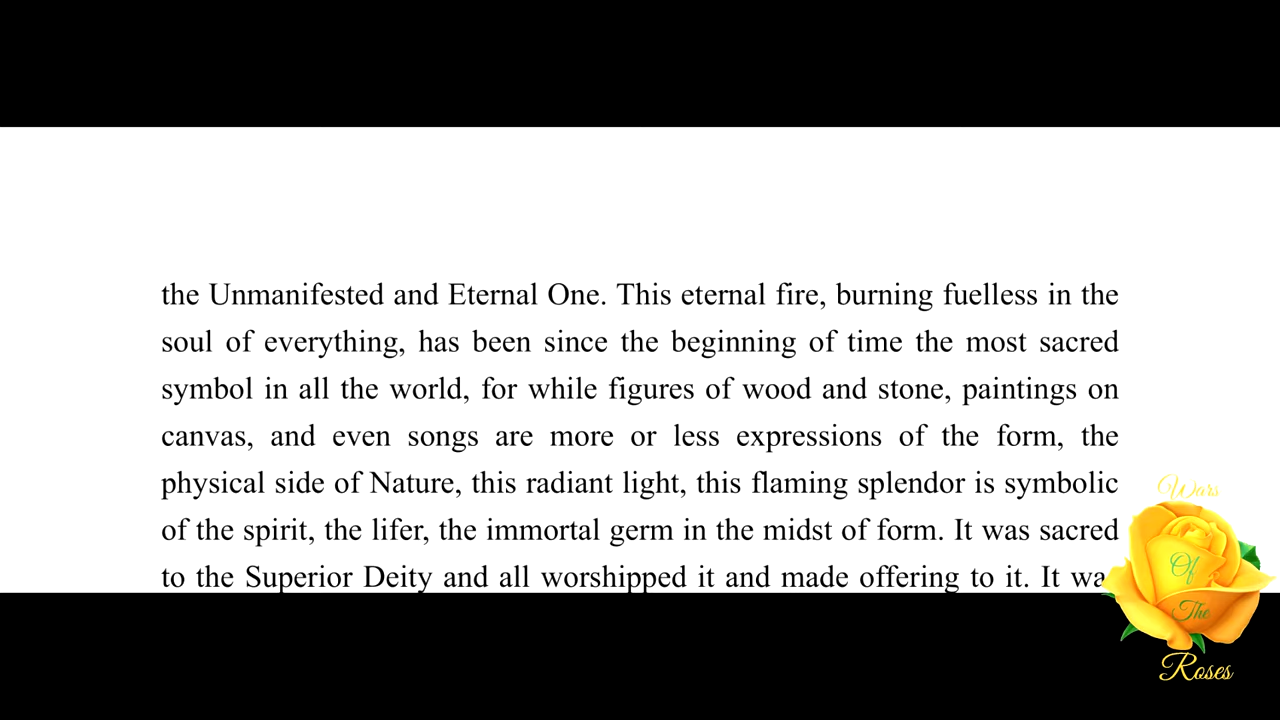 the Unmanifested and Eternal One. This eternal fire, burning fuelless in the
soul of everything, has been since the beginning of time the most sacred
symbol in all the world, for while figures of wood and stone, paintings on
canvas, and even songs are more or less expressions of the form, the
physical side of Nature, this radiant light, this flaming splendor is symbolic
of the spirit, the lifer, the immortal germ in the midst of form. It was sacred
to the Superior Deity and all worshipped it and made offering to it. It wa
Wars
Of
The
Roses